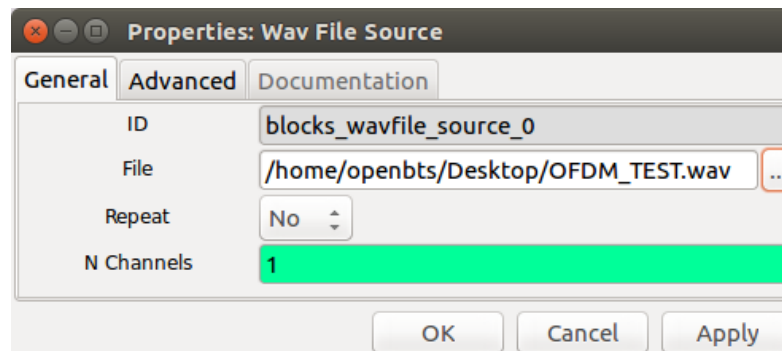 Properties: Wav File Source
General Advanced Documentation
ID blocks_wavfile_source_0
File /home/openbts/Desktop/OFDM_TEST.wav ...
Repeat No
N Channels 1
OK Cancel Apply